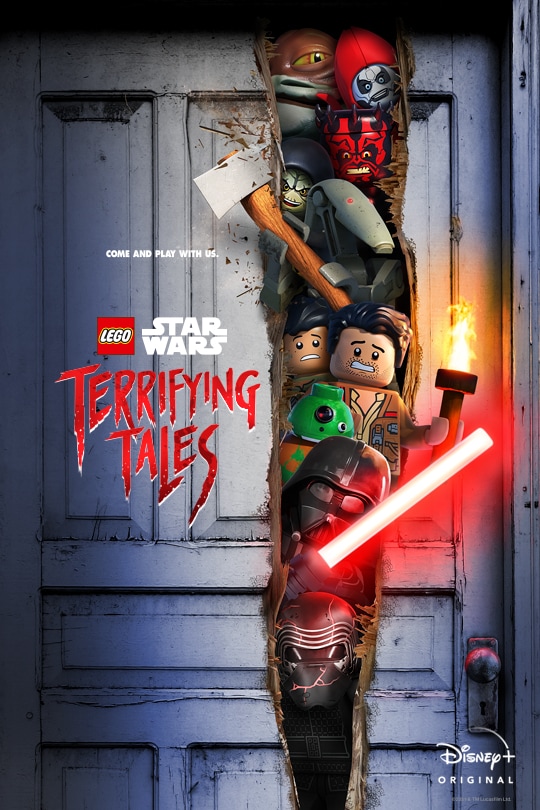 COME AND PLAY WITH US.
LEGO STAR
WARS
TERRIFYING
TALES
Disney+
ORIGINAL